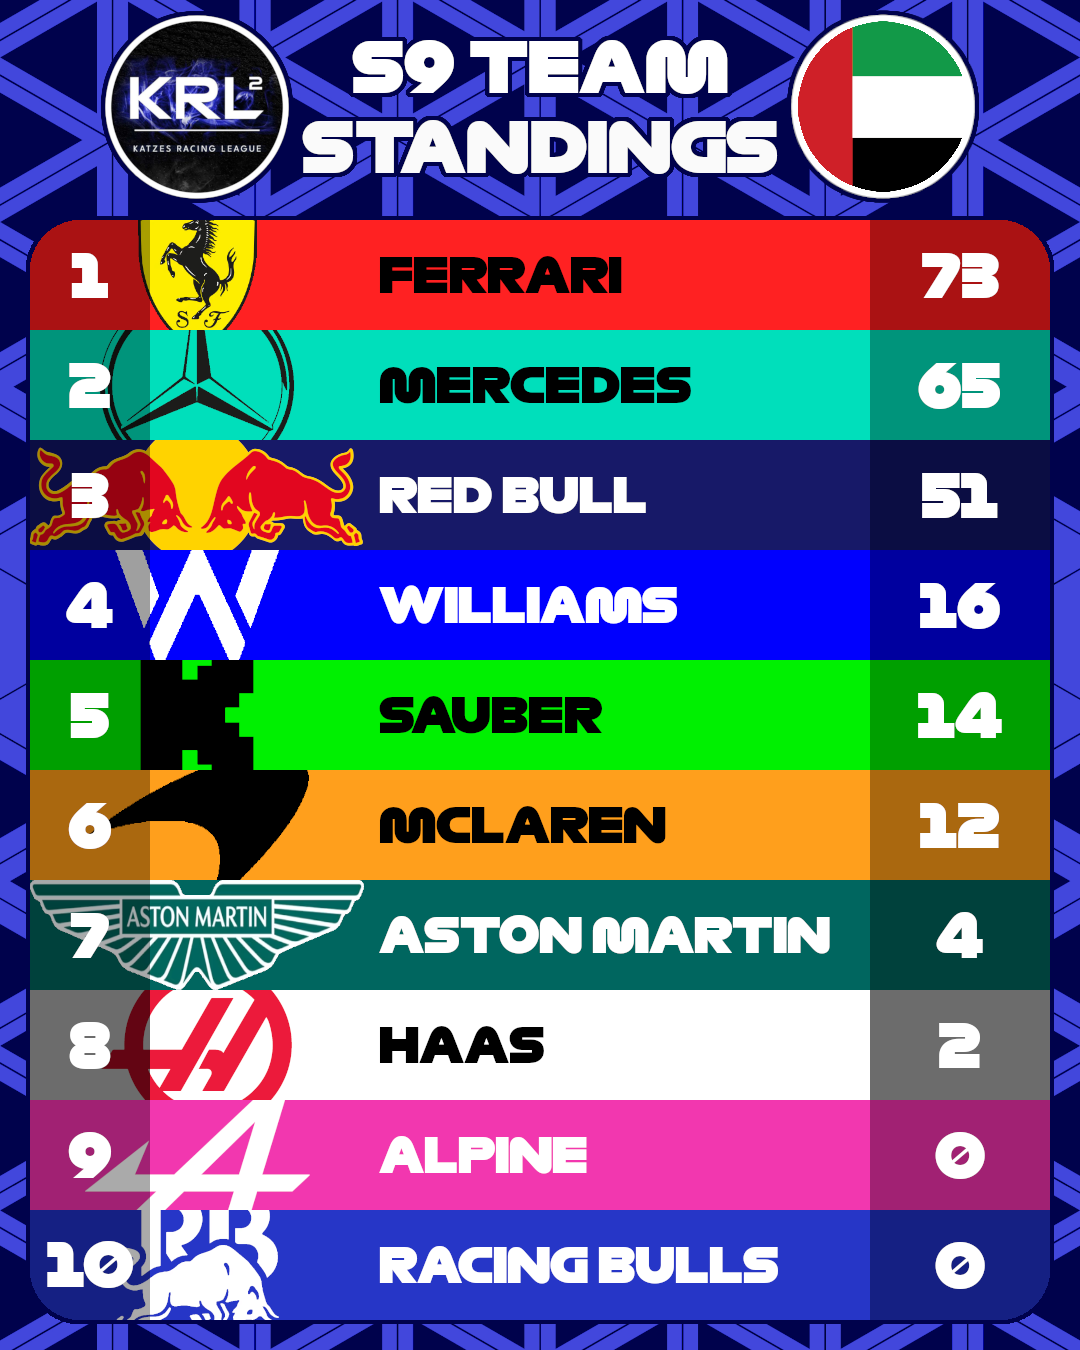 KRL²
KATZES RACING LEAGUE
S9 TEAM
STANDINGS
1 S F FERRARI 73
2 MERCEDES 65
3 RED BULL 51
4 W WILLIAMS 16
5 SAUBER 14
6 MCLAREN 12
7 ASTON MARTIN ASTON MARTIN 4
8 H HAAS 2
9 A ALPINE 0
10 RB RACING BULLS 0